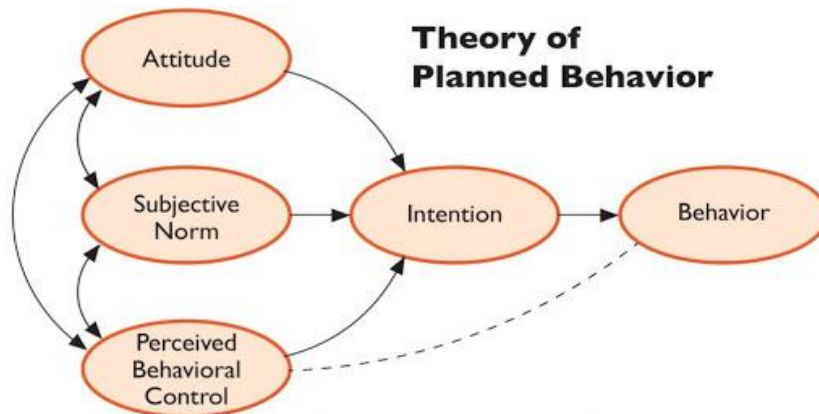 Theory of
Planned Behavior
Attitude
Subjective
Norm
Intention
Behavior
Perceived
Behavioral
Control